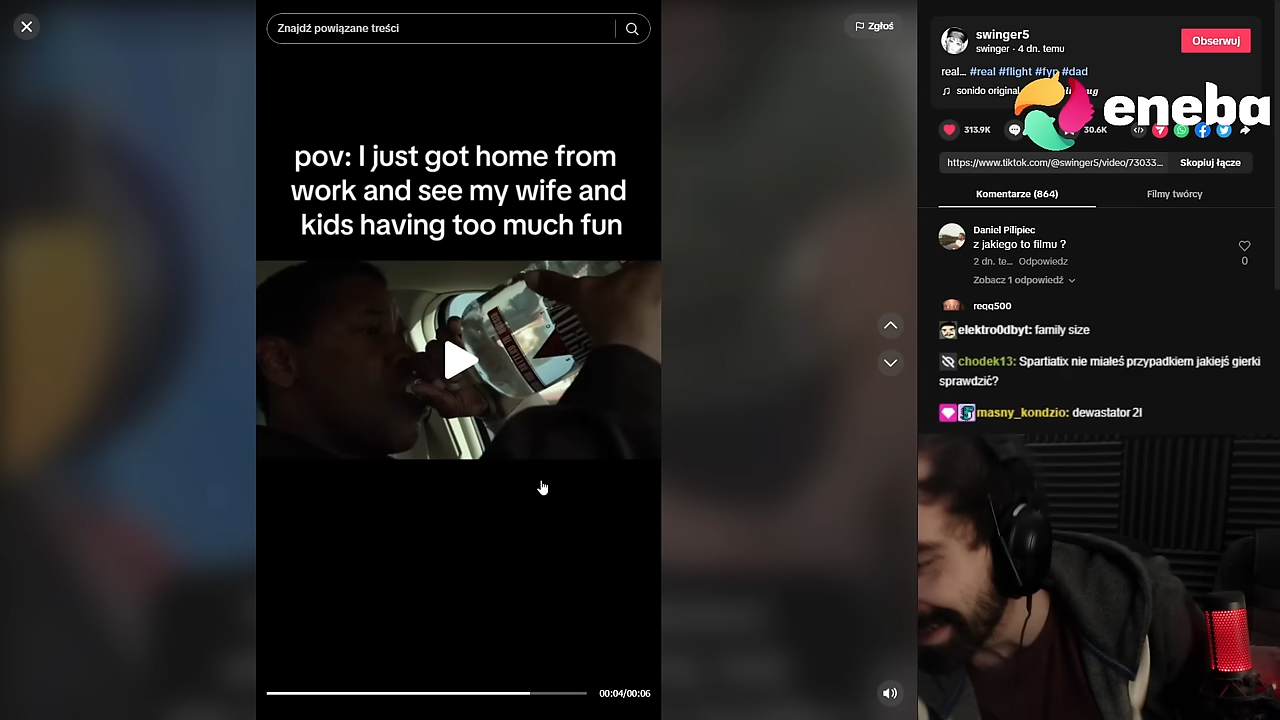 Znajdź powiązane treści
Zgłoś
pov: I just got home from
work and see my wife and
kids having too much fun
00:04/00:06
swinger5
swinger · 4 dn. temu
Obserwuj
real... #real #flight #fyp #dad
sonido original
eneba
313.9K
30.6K
https://www.tiktok.com/@swinger5/video/73033...
Skopiuj łącze
Komentarze (864)
Filmy twórcy
Daniel Pilipiec
z jakiego to filmu ?
2 dn. te... Odpowiedz
0
Zobacz 1 odpowiedź
elektro0dbyt: family size
chodek13: Spartiatix nie miałeś przypadkiem jakiejś gierki
sprawdzić?
masny_kondzio: dewastator 2l